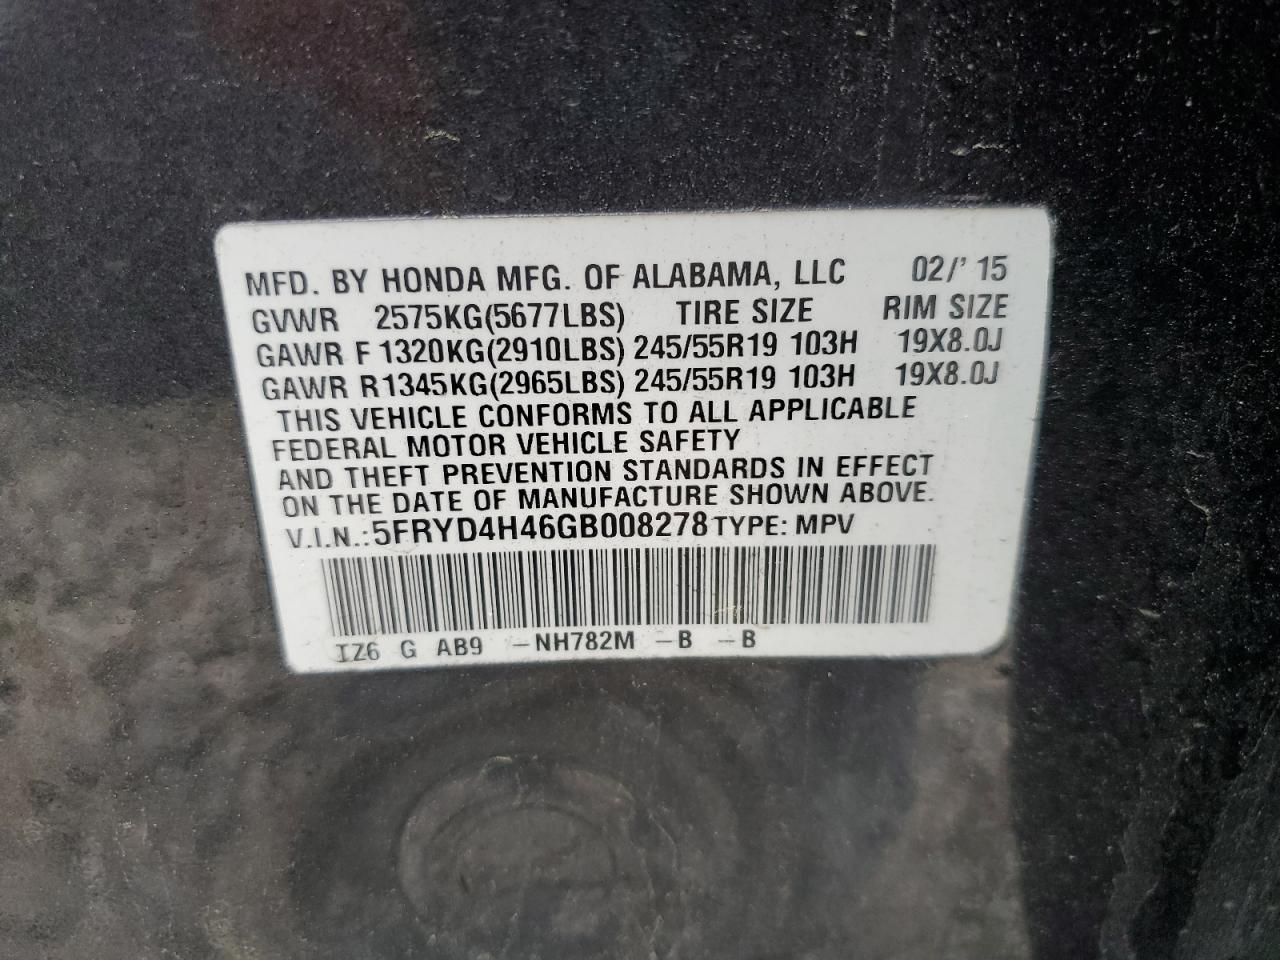 MFD. BY HONDA MFG. OF ALABAMA, LLC 02/'15
GVWR 2575KG(5677LBS) TIRE SIZE RIM SIZE
GAWR F 1320KG(2910LBS) 245/55R19 103H 19X8.0J
GAWR R1345KG(2965LBS) 245/55R19 103H 19X8.0J
THIS VEHICLE CONFORMS TO ALL APPLICABLE
FEDERAL MOTOR VEHICLE SAFETY
AND THEFT PREVENTION STANDARDS IN EFFECT
ON THE DATE OF MANUFACTURE SHOWN ABOVE.
V.I.N.:5FRYD4H46GB008278 TYPE: MPV
IZ6 G AB9 -NH782M -B -B